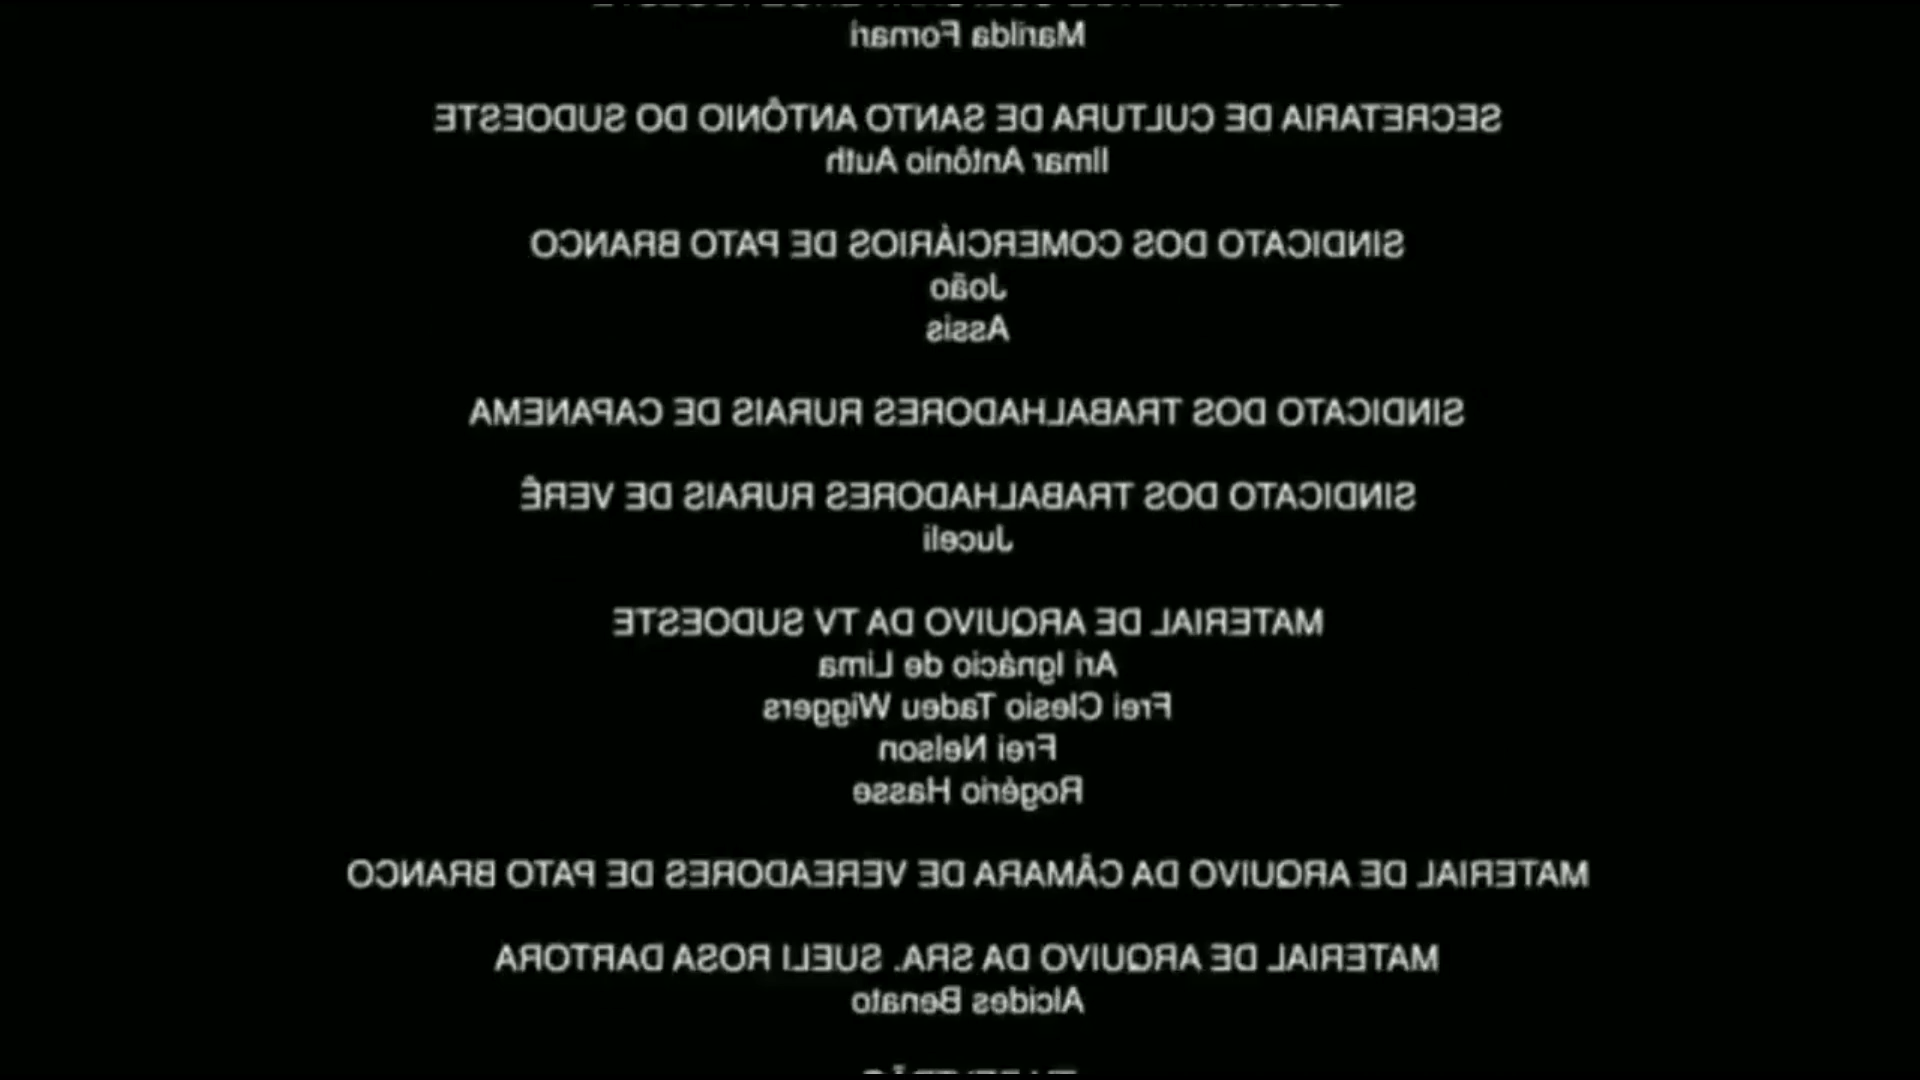 Marilda Fornari
SECRETARIA DE CULTURA DE SANTO ANTÔNIO DO SUDOESTE
Ilmar Antônio Auth
SINDICATO DOS COMERCIÁRIOS DE PATO BRANCO
João
Assis
SINDICATO DOS TRABALHADORES RURAIS DE CAPANEMA
SINDICATO DOS TRABALHADORES RURAIS DE VERÊ
Juceli
MATERIAL DE ARQUIVO DA TV SUDOESTE
Ari Ignácio de Lima
Frei Clesio Tadeu Wiggers
Frei Nelson
Rogério Hasse
MATERIAL DE ARQUIVO DA CÂMARA DE VEREADORES DE PATO BRANCO
MATERIAL DE ARQUIVO DA SRA. SUELI ROSA DARTORA
Alcides Benato